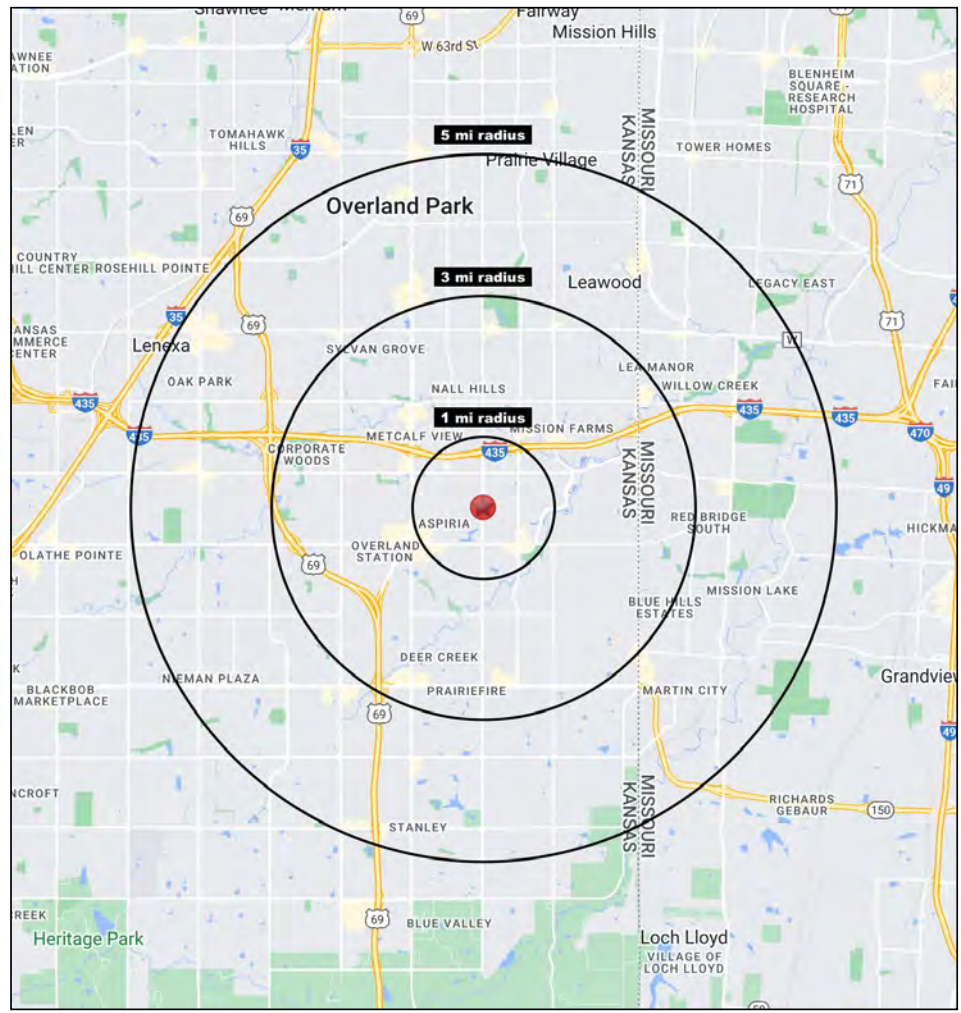 Shawnee
Merriam
69
Fairway
W 63rd St
Mission Hills
BLENHEIM
SQUARE -
RESEARCH
HOSPITAL
AWNEE
ATION
LEN
ER
TOMAHAWK
HILLS
35
5 mi radius
Prairie Village
MISSOURI
KANSAS
TOWER HOMES
71
Overland Park
69
COUNTRY
ILL CENTER
ROSEHILL POINTE
3 mi radius
Leawood
LEGACY EAST
35
69
71
W
ANSAS
MMERCE
CENTER
Lenexa
SYLVAN GROVE
OAK PARK
NALL HILLS
LEA MANOR
WILLOW CREEK
FAI
435
435
1 mi radius
METCALF VIEW
MISSION FARMS
435
435
435
470
CORPORATE
WOODS
MISSOURI
KANSAS
49
ASPIRIA
RED BRIDGE
SOUTH
HICKMA
OLATHE POINTE
OVERLAND
STATION
69
H
BLUE HILLS
ESTATES
MISSION LAKE
DEER CREEK
K
BLACKBOB
MARKETPLACE
NIEMAN PLAZA
PRAIRIEFIRE
MARTIN CITY
Grandview
69
49
NCROFT
MISSOURI
KANSAS
RICHARDS
GEBAUR
150
STANLEY
CREEK
Heritage Park
69
BLUE VALLEY
Loch Lloyd
VILLAGE OF
LOCH LLOYD